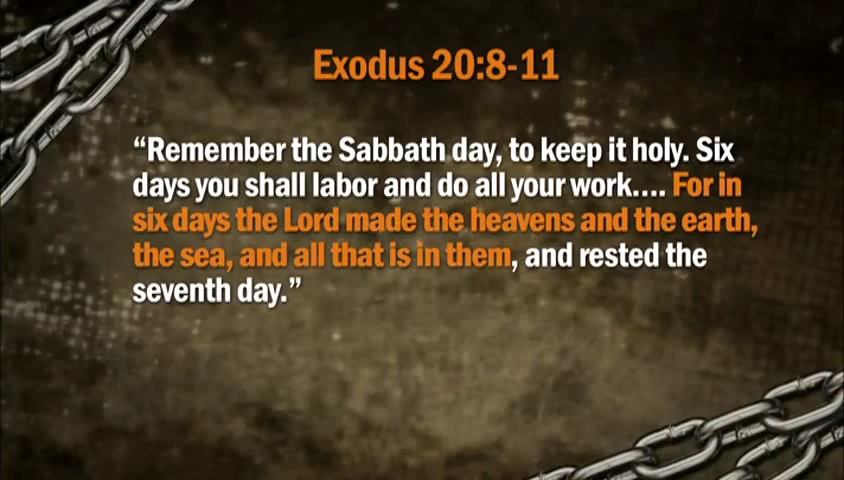 Exodus 20:8-11
“Remember the Sabbath day, to keep it holy. Six
days you shall labor and do all your work.... For in
six days the Lord made the heavens and the earth,
the sea, and all that is in them, and rested the
seventh day.”